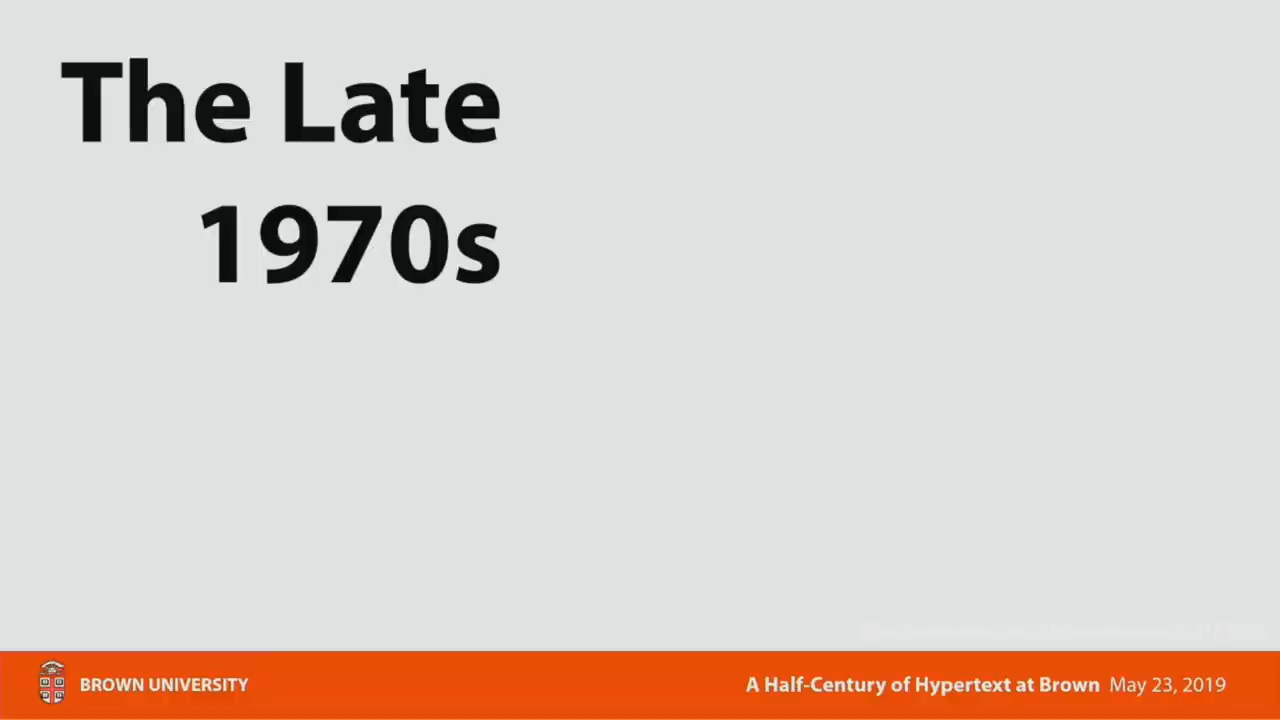 The Late
1970s
BROWN UNIVERSITY
A Half-Century of Hypertext at Brown May 23, 2019